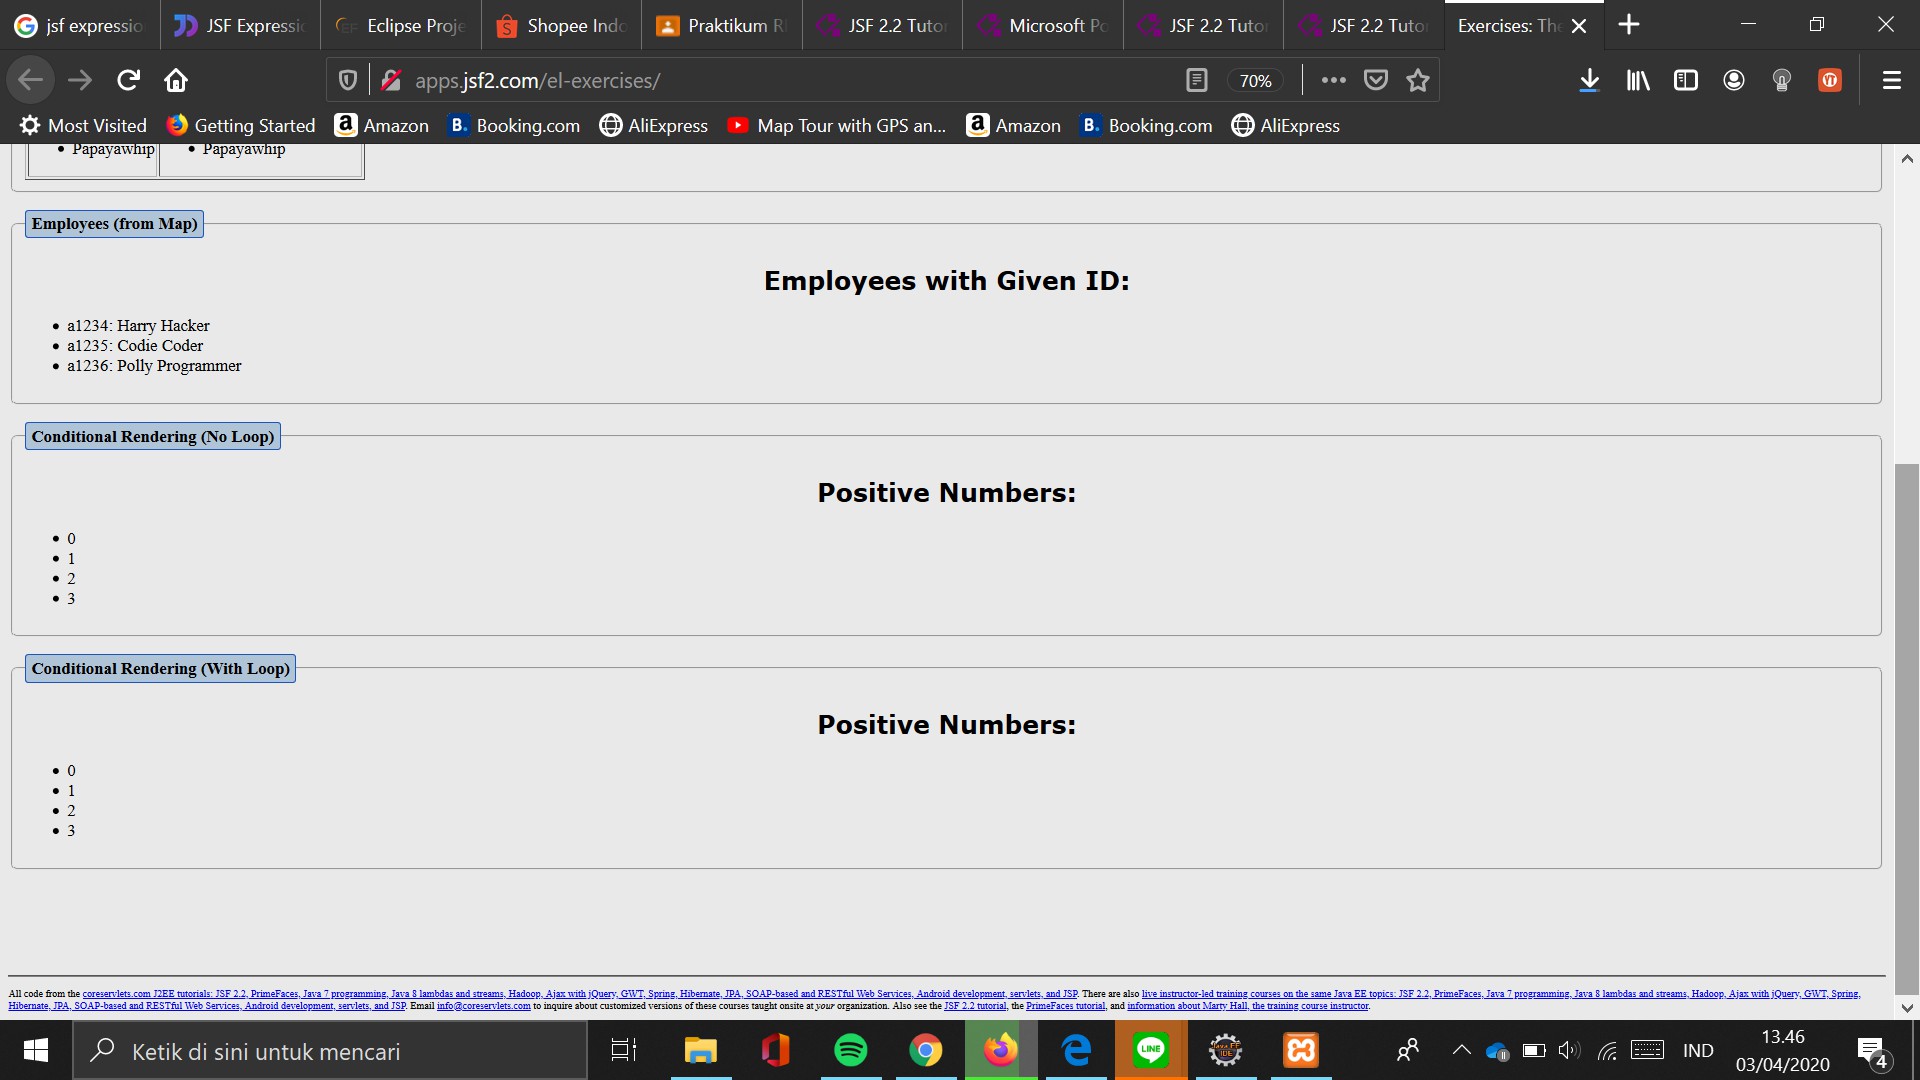 jsf expressio
JSF Expressi
Eclipse Proje
Shopee Indo
Praktikum R
JSF 2.2 Tutor
Microsoft Po
JSF 2.2 Tutor
JSF 2.2 Tutor
Exercises: The
apps.jsf2.com/el-exercises/
70%
Most Visited
Getting Started
Amazon
Booking.com
AliExpress
Map Tour with GPS an...
Amazon
Booking.com
AliExpress
• Papayawhip
• Papayawhip
Employees (from Map)
Employees with Given ID:
• a1234: Harry Hacker
• a1235: Codie Coder
• a1236: Polly Programmer
Conditional Rendering (No Loop)
Positive Numbers:
• 0
• 1
• 2
• 3
Conditional Rendering (With Loop)
Positive Numbers:
• 0
• 1
• 2
• 3
All code from the coreservlets.com J2EE tutorials: JSF 2.2, PrimeFaces, Java 7 programming, Java 8 lambdas and streams, Hadoop, Ajax with jQuery, GWT, Spring, Hibernate, JPA, SOAP-based and RESTful Web Services, Android development, servlets, and JSP. There are also live instructor-led training courses on the same Java EE topics: JSF 2.2, PrimeFaces, Java 7 programming, Java 8 lambdas and streams, Hadoop, Ajax with jQuery, GWT, Spring,
Hibernate, JPA, SOAP-based and RESTful Web Services, Android development, servlets, and JSP. Email info@coreservlets.com to inquire about customized versions of these courses taught onsite at your organization. Also see the JSF 2.2 tutorial, the PrimeFaces tutorial, and information about Marty Hall, the training course instructor.
Ketik di sini untuk mencari
LINE
Java EE
IDE
IND
13.46
03/04/2020
4